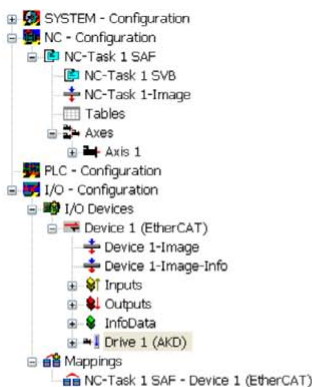 SYSTEM - Configuration
NC - Configuration
NC-Task 1 SAF
NC-Task 1 SVB
NC-Task 1-Image
Tables
Axes
Axis 1
PLC - Configuration
I/O - Configuration
I/O Devices
Device 1 (EtherCAT)
Device 1-Image
Device 1-Image-Info
Inputs
Outputs
InfoData
Drive 1 (AKD)
Mappings
NC-Task 1 SAF - Device 1 (EtherCAT)